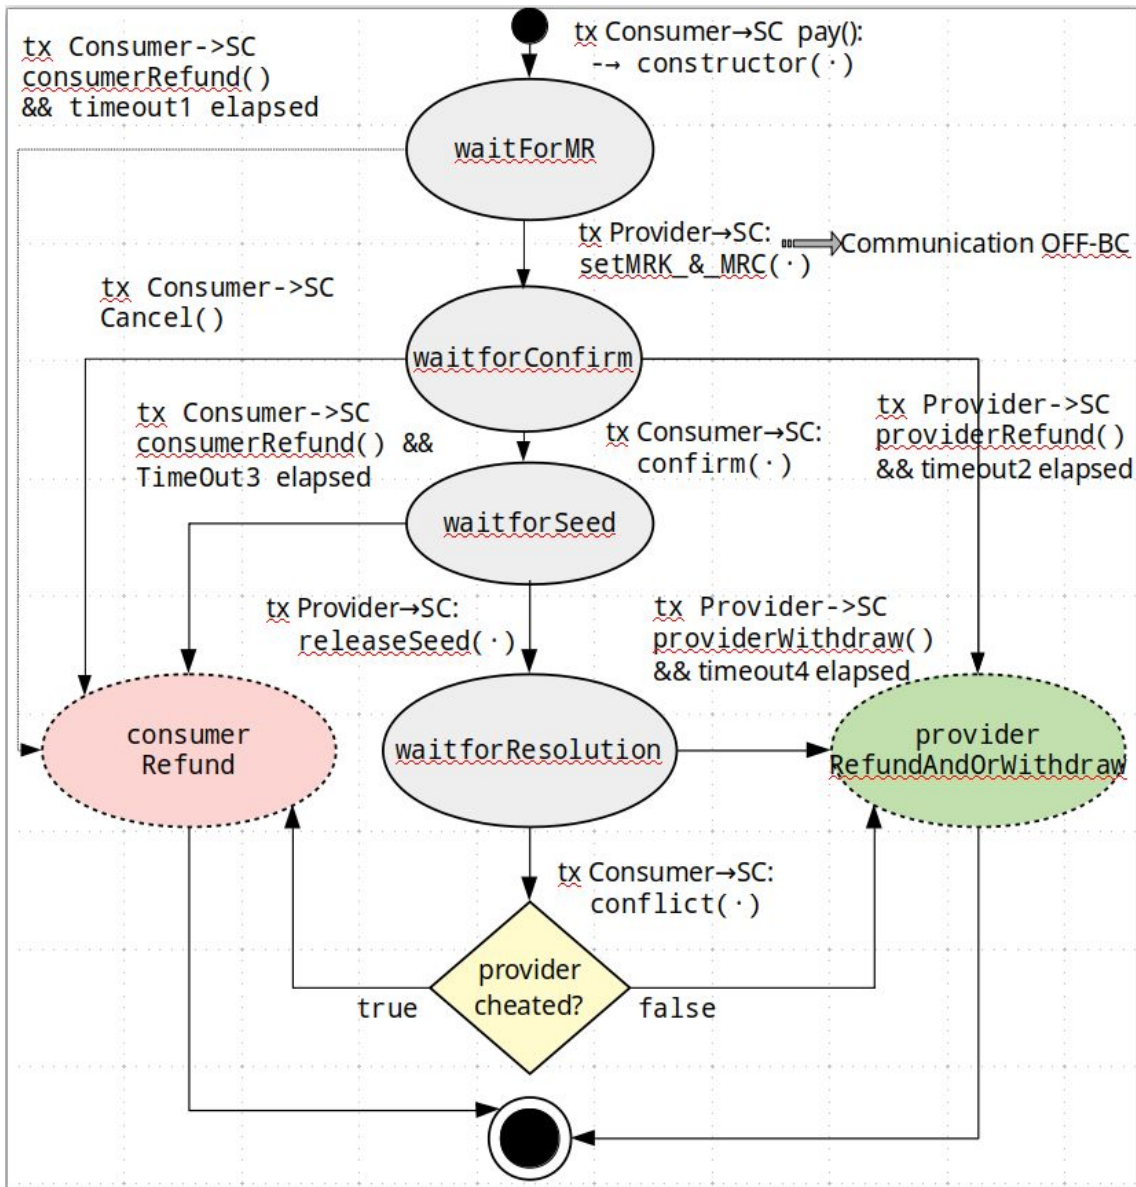 tx Consumer->SC
consumerRefund()
&& timeout1 elapsed
tx Consumer→SC pay():
--→ constructor(·)
waitForMR
tx Provider→SC:
setMRK_&_MRC(·)
Communication OFF-BC
tx Consumer->SC
Cancel()
waitforConfirm
tx Consumer->SC
consumerRefund() &&
TimeOut3 elapsed
tx Consumer→SC:
confirm(·)
tx Provider->SC
providerRefund()
&& timeout2 elapsed
waitforSeed
tx Provider→SC:
releaseSeed(·)
tx Provider->SC
providerWithdraw()
&& timeout4 elapsed
consumer
Refund
waitforResolution
provider
RefundAndOrWithdraw
tx Consumer→SC:
conflict(·)
provider
cheated?
true
false